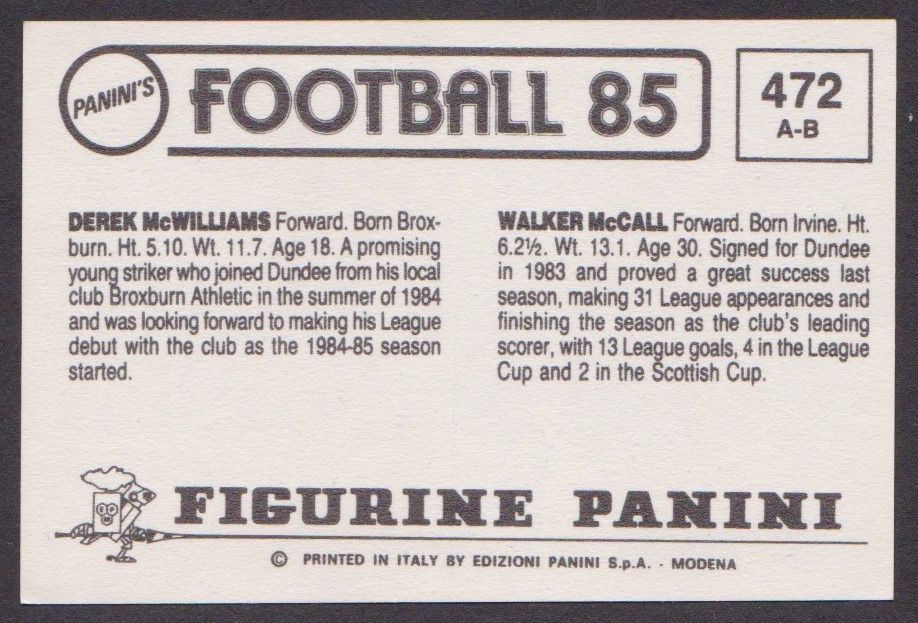 PANINI'S
FOOTBALL 85
472
A-B
DEREK McWILLIAMS Forward. Born Brox-
burn. Ht. 5.10. Wt. 11.7. Age 18. A promising
young striker who joined Dundee from his local
club Broxburn Athletic in the summer of 1984
and was looking forward to making his League
debut with the club as the 1984-85 season
started.
WALKER McCALL Forward. Born Irvine. Ht.
6.2½. Wt. 13.1. Age 30. Signed for Dundee
in 1983 and proved a great success last
season, making 31 League appearances and
finishing the season as the club's leading
scorer, with 13 League goals, 4 in the League
Cup and 2 in the Scottish Cup.
FIGURINE PANINI
© PRINTED IN ITALY BY EDIZIONI PANINI S.p.A. - MODENA